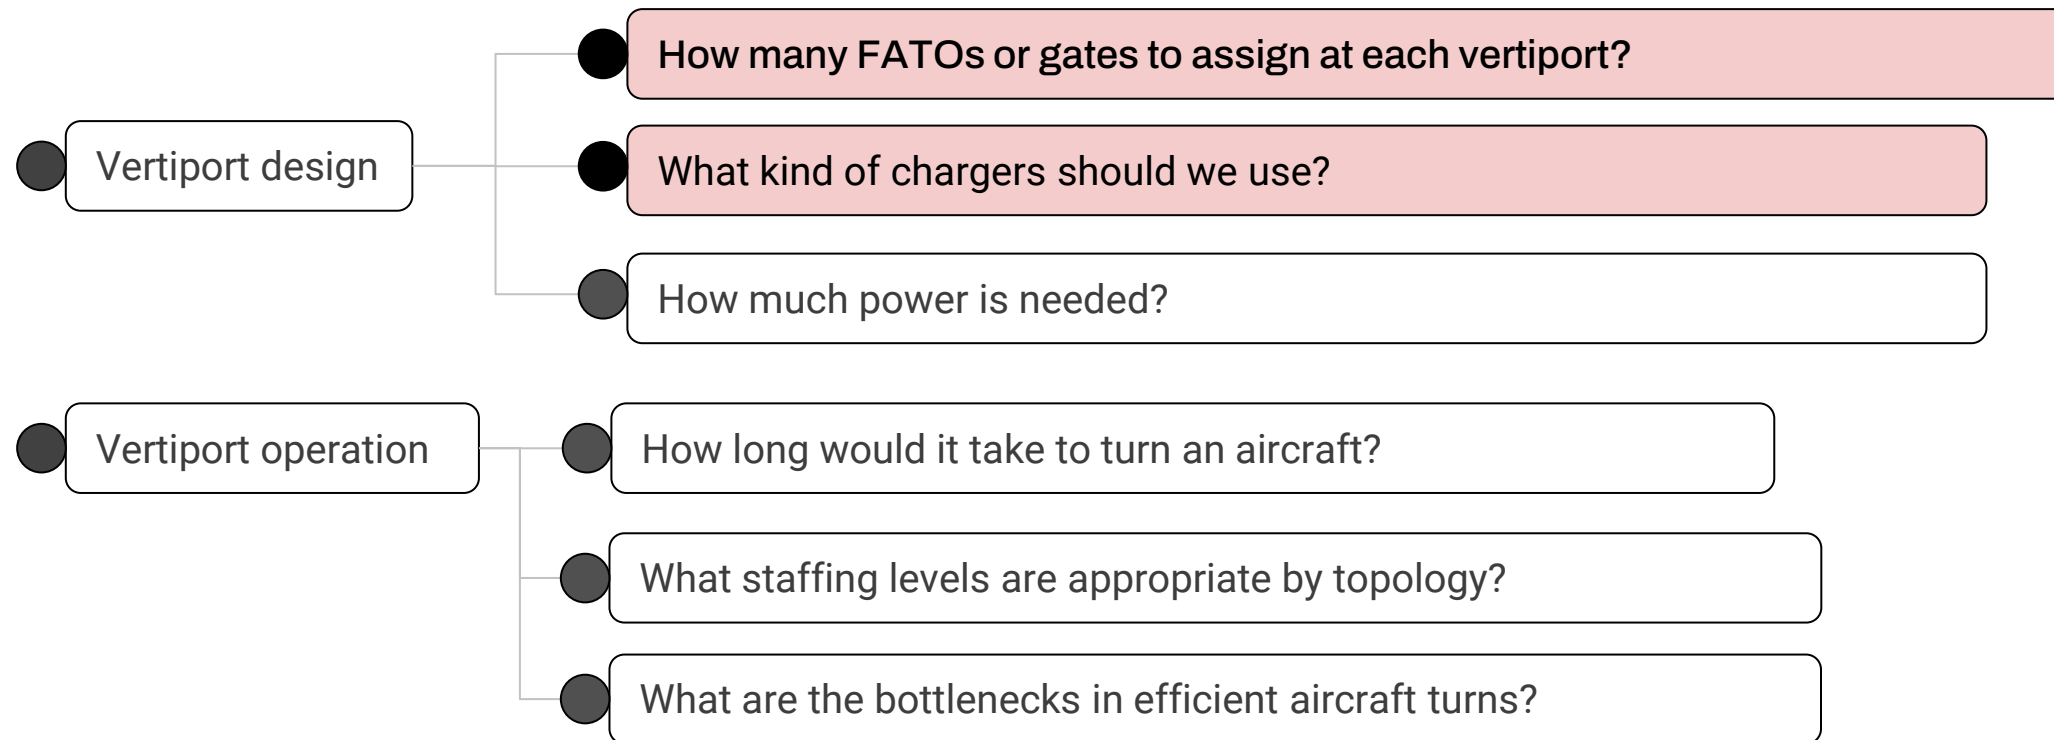 How many FATOs or gates to assign at each vertiport?
Vertiport design
What kind of chargers should we use?
How much power is needed?
Vertiport operation
How long would it take to turn an aircraft?
What staffing levels are appropriate by topology?
What are the bottlenecks in efficient aircraft turns?